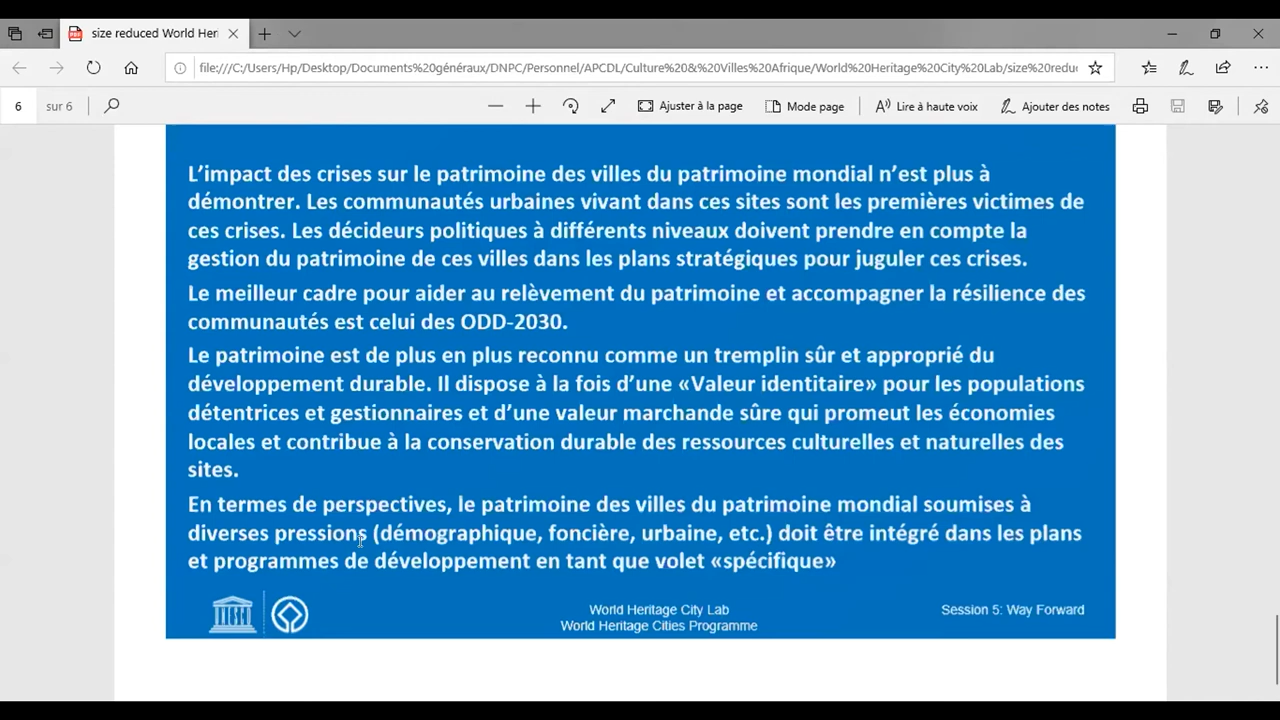 size reduced World Her
file:///C:/Users/Hp/Desktop/Documents%20généraux/DNPC/Personnel/APCDL/Culture%20&%20Villes%20Afrique/World%20Heritage%20City%20Lab/size%20reduc
6 sur 6
Ajuster à la page
Mode page
Lire à haute voix
Ajouter des notes
L’impact des crises sur le patrimoine des villes du patrimoine mondial n’est plus à
démontrer. Les communautés urbaines vivant dans ces sites sont les premières victimes de
ces crises. Les décideurs politiques à différents niveaux doivent prendre en compte la
gestion du patrimoine de ces villes dans les plans stratégiques pour juguler ces crises.
Le meilleur cadre pour aider au relèvement du patrimoine et accompagner la résilience des
communautés est celui des ODD-2030.
Le patrimoine est de plus en plus reconnu comme un tremplin sûr et approprié du
développement durable. Il dispose à la fois d’une «Valeur identitaire» pour les populations
détentrices et gestionnaires et d’une valeur marchande sûre qui promeut les économies
locales et contribue à la conservation durable des ressources culturelles et naturelles des
sites.
En termes de perspectives, le patrimoine des villes du patrimoine mondial soumises à
diverses pressions (démographique, foncière, urbaine, etc.) doit être intégré dans les plans
et programmes de développement en tant que volet «spécifique»
World Heritage City Lab
World Heritage Cities Programme
Session 5: Way Forward